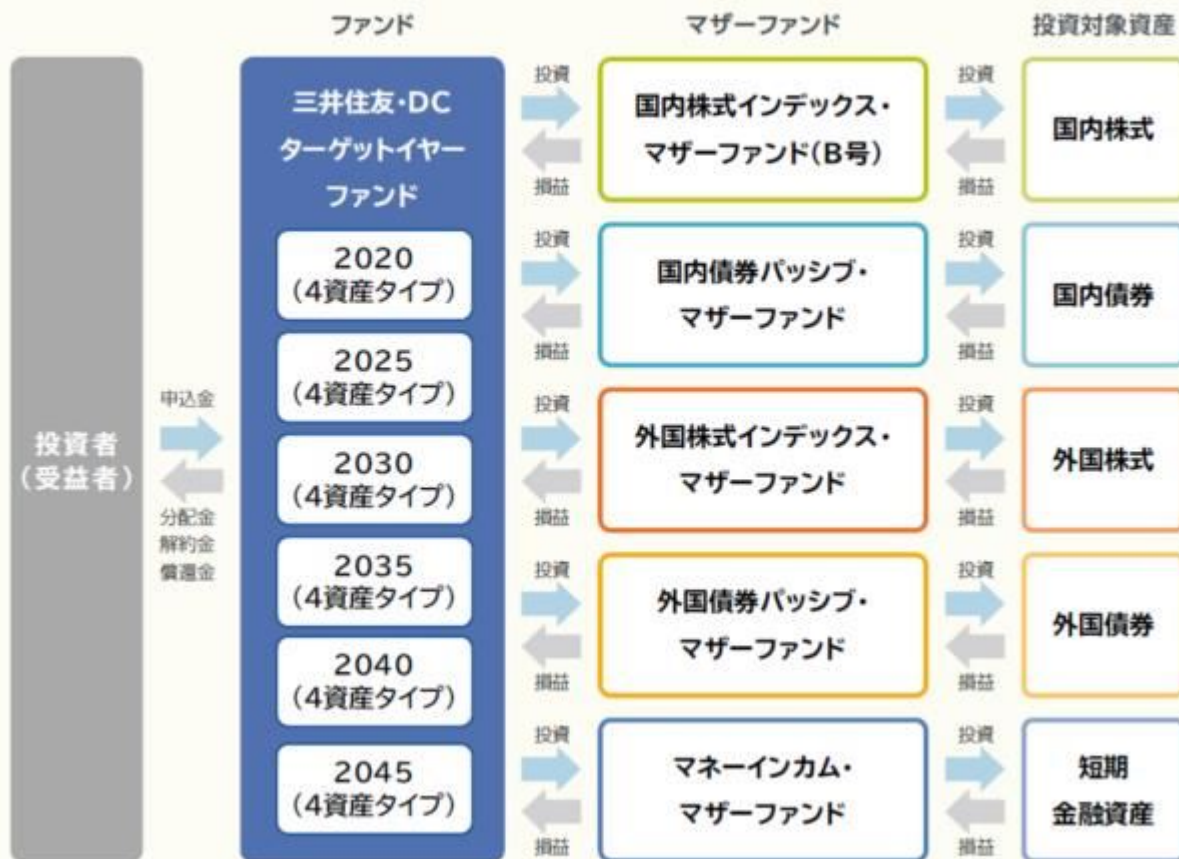 ファンド
マザーファンド
投資対象資産
投資者
(受益者)
申込金
分配金
解約金
償還金
三井住友・DC
ターゲットイヤー
ファンド
2020
(4資産タイプ)
2025
(4資産タイプ)
2030
(4資産タイプ)
2035
(4資産タイプ)
2040
(4資産タイプ)
2045
(4資産タイプ)
投資
損益
国内株式インデックス・
マザーファンド(B号)
投資
損益
国内株式
投資
損益
国内債券パッシブ・
マザーファンド
投資
損益
国内債券
投資
損益
外国株式インデックス・
マザーファンド
投資
損益
外国株式
投資
損益
外国債券パッシブ・
マザーファンド
投資
損益
外国債券
投資
損益
マネーインカム・
マザーファンド
投資
損益
短期
金融資産